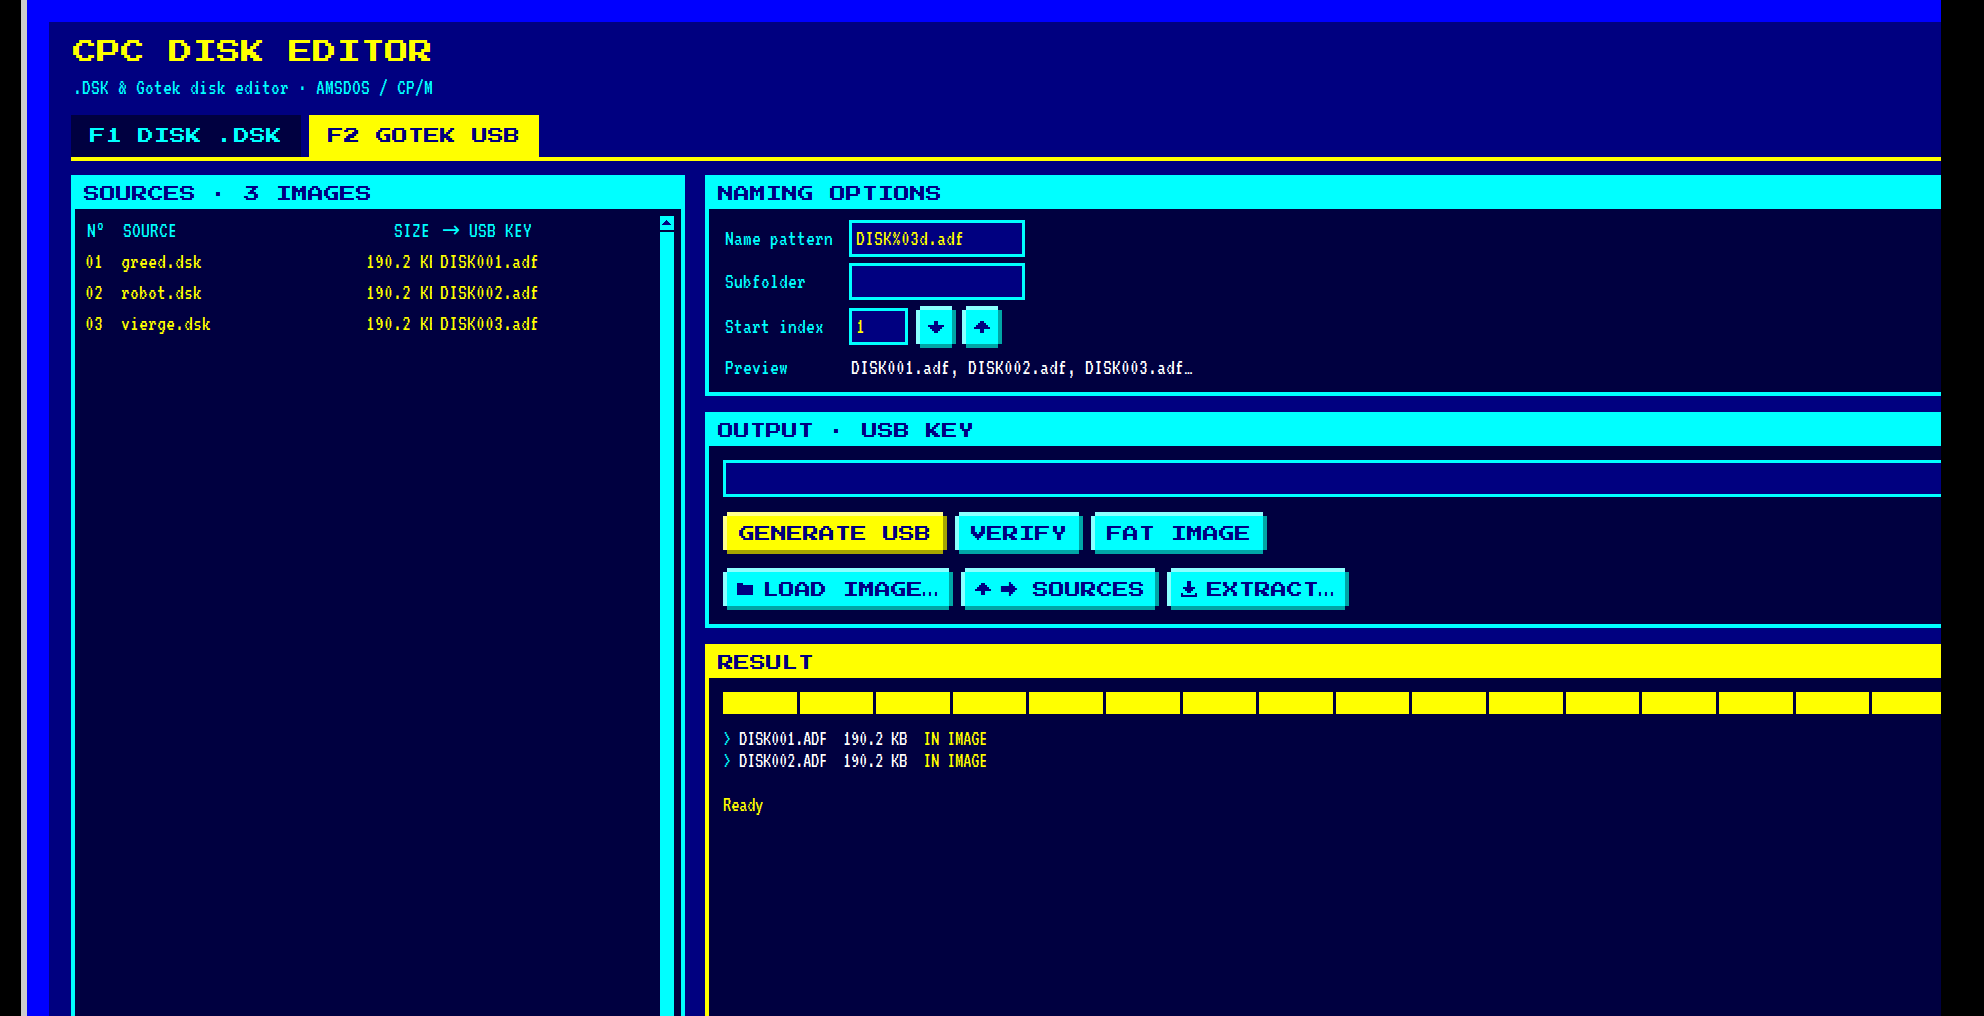 CPC DISK EDITOR
.DSK & Gotek disk editor · AMSDOS / CP/M
F1 DISK .DSK
F2 GOTEK USB
SOURCES · 3 IMAGES
N° SOURCE SIZE → USB KEY
01 greed.dsk 190.2 K DISK001.adf
02 robot.dsk 190.2 K DISK002.adf
03 vierge.dsk 190.2 K DISK003.adf
NAMING OPTIONS
Name pattern DISK%03d.adf
Subfolder
Start index 1
Preview DISK001.adf, DISK002.adf, DISK003.adf…
OUTPUT · USB KEY
GENERATE USB VERIFY FAT IMAGE
LOAD IMAGE… SOURCES EXTRACT…
RESULT
> DISK001.ADF 190.2 KB IN IMAGE
> DISK002.ADF 190.2 KB IN IMAGE
Ready